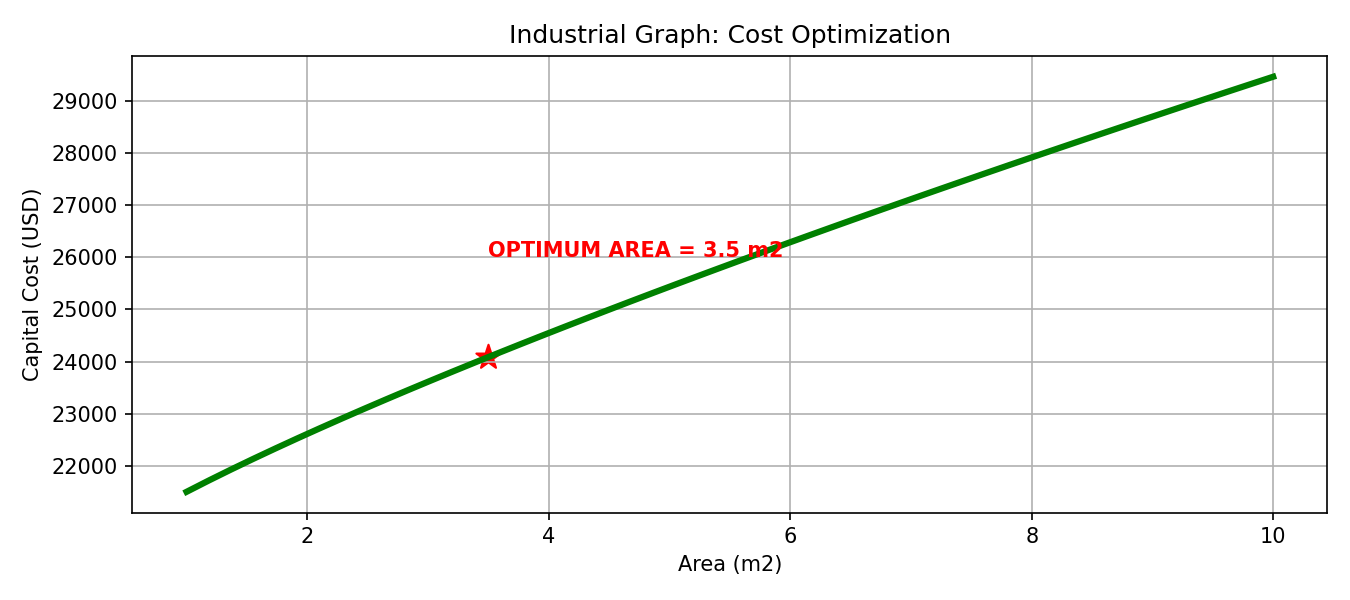 Industrial Graph: Cost Optimization
29000
28000
27000
26000
25000
24000
23000
22000
Capital Cost (USD)
OPTIMUM AREA = 3.5 m2
2 4 6 8 10
Area (m2)